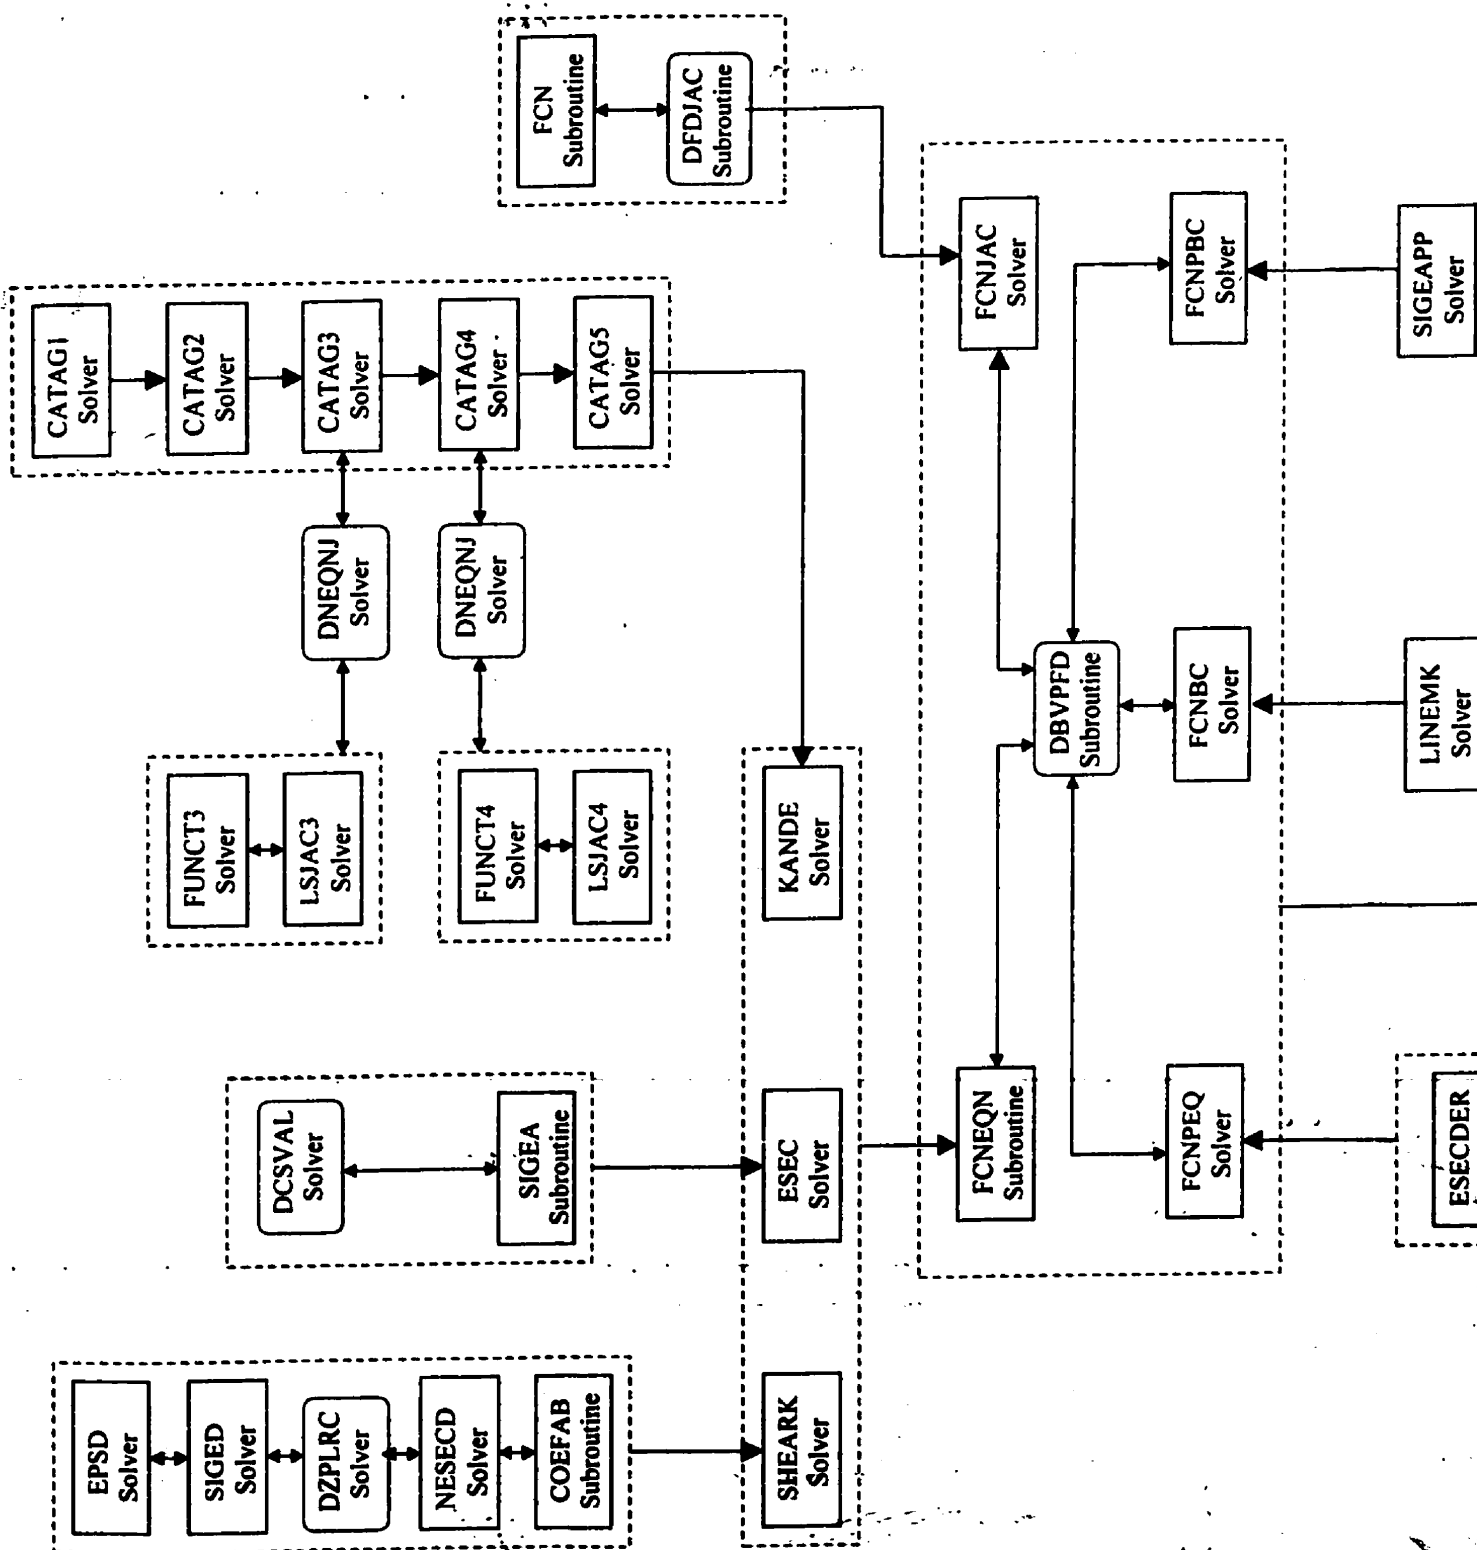 EPSD
Solver
SIGED
Solver
DZPLRC
Solver
NESECD
Solver
COEFAB
Subroutine
DCSVAL
Solver
SIGEA
Subroutine
FUNCT3
Solver
LSJAC3
Solver
FUNCT4
Solver
LSJAC4
Solver
DNEQNJ
Solver
DNEQNJ
Solver
CATAG1
Solver
CATAG2
Solver
CATAG3
Solver
CATAG4
Solver
CATAG5
Solver
FCN
Subroutine
DFDJAC
Subroutine
SHEARK
Solver
ESEC
Solver
KANDE
Solver
FCNEQN
Subroutine
FCNJAC
Solver
DBVPFD
Subroutine
FCNPEQ
Solver
FCNBC
Solver
FCNPBC
Solver
ESECDER
LINEMK
Solver
SIGEAPP
Solver